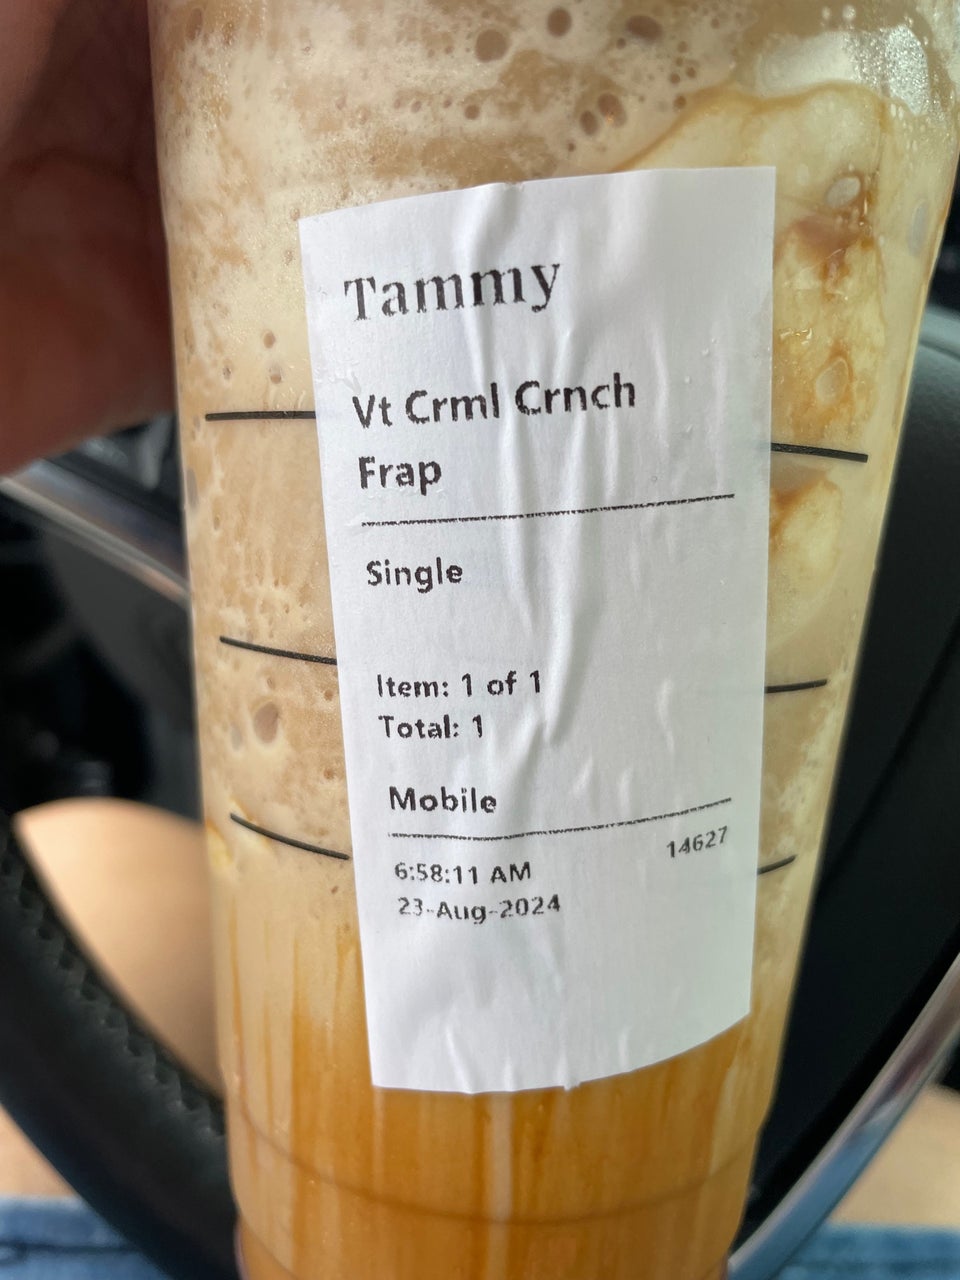 Tammy
Vt Crml Crnch
Frap
Single
Item: 1 of 1
Total: 1
Mobile
6:58:11 AM 14627
23-Aug-2024